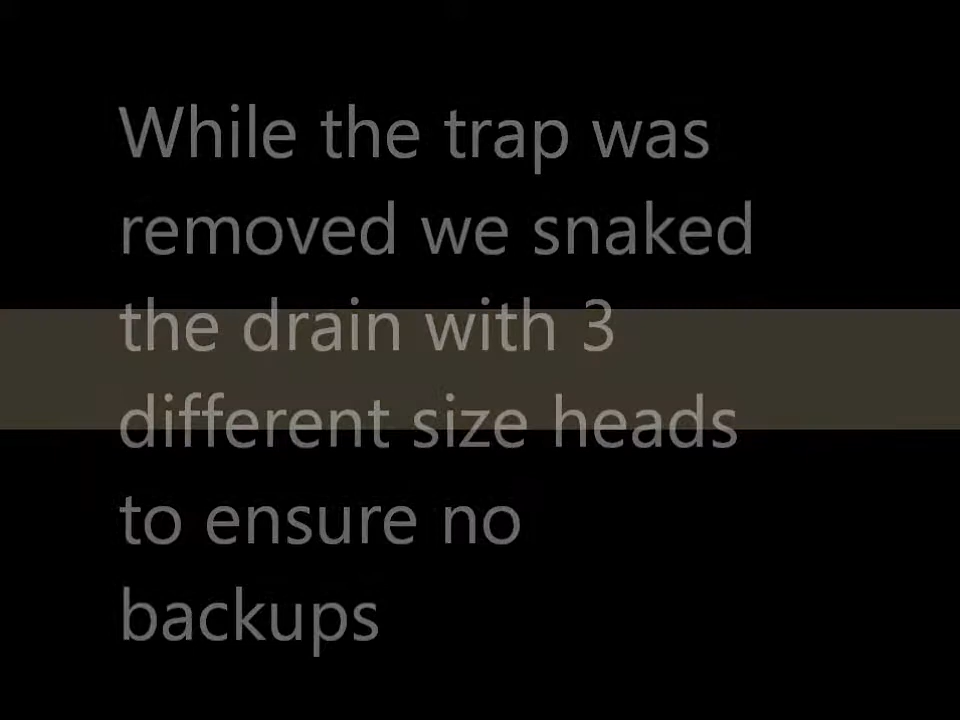 While the trap was
removed we snaked
the drain with 3
different size heads
to ensure no
backups